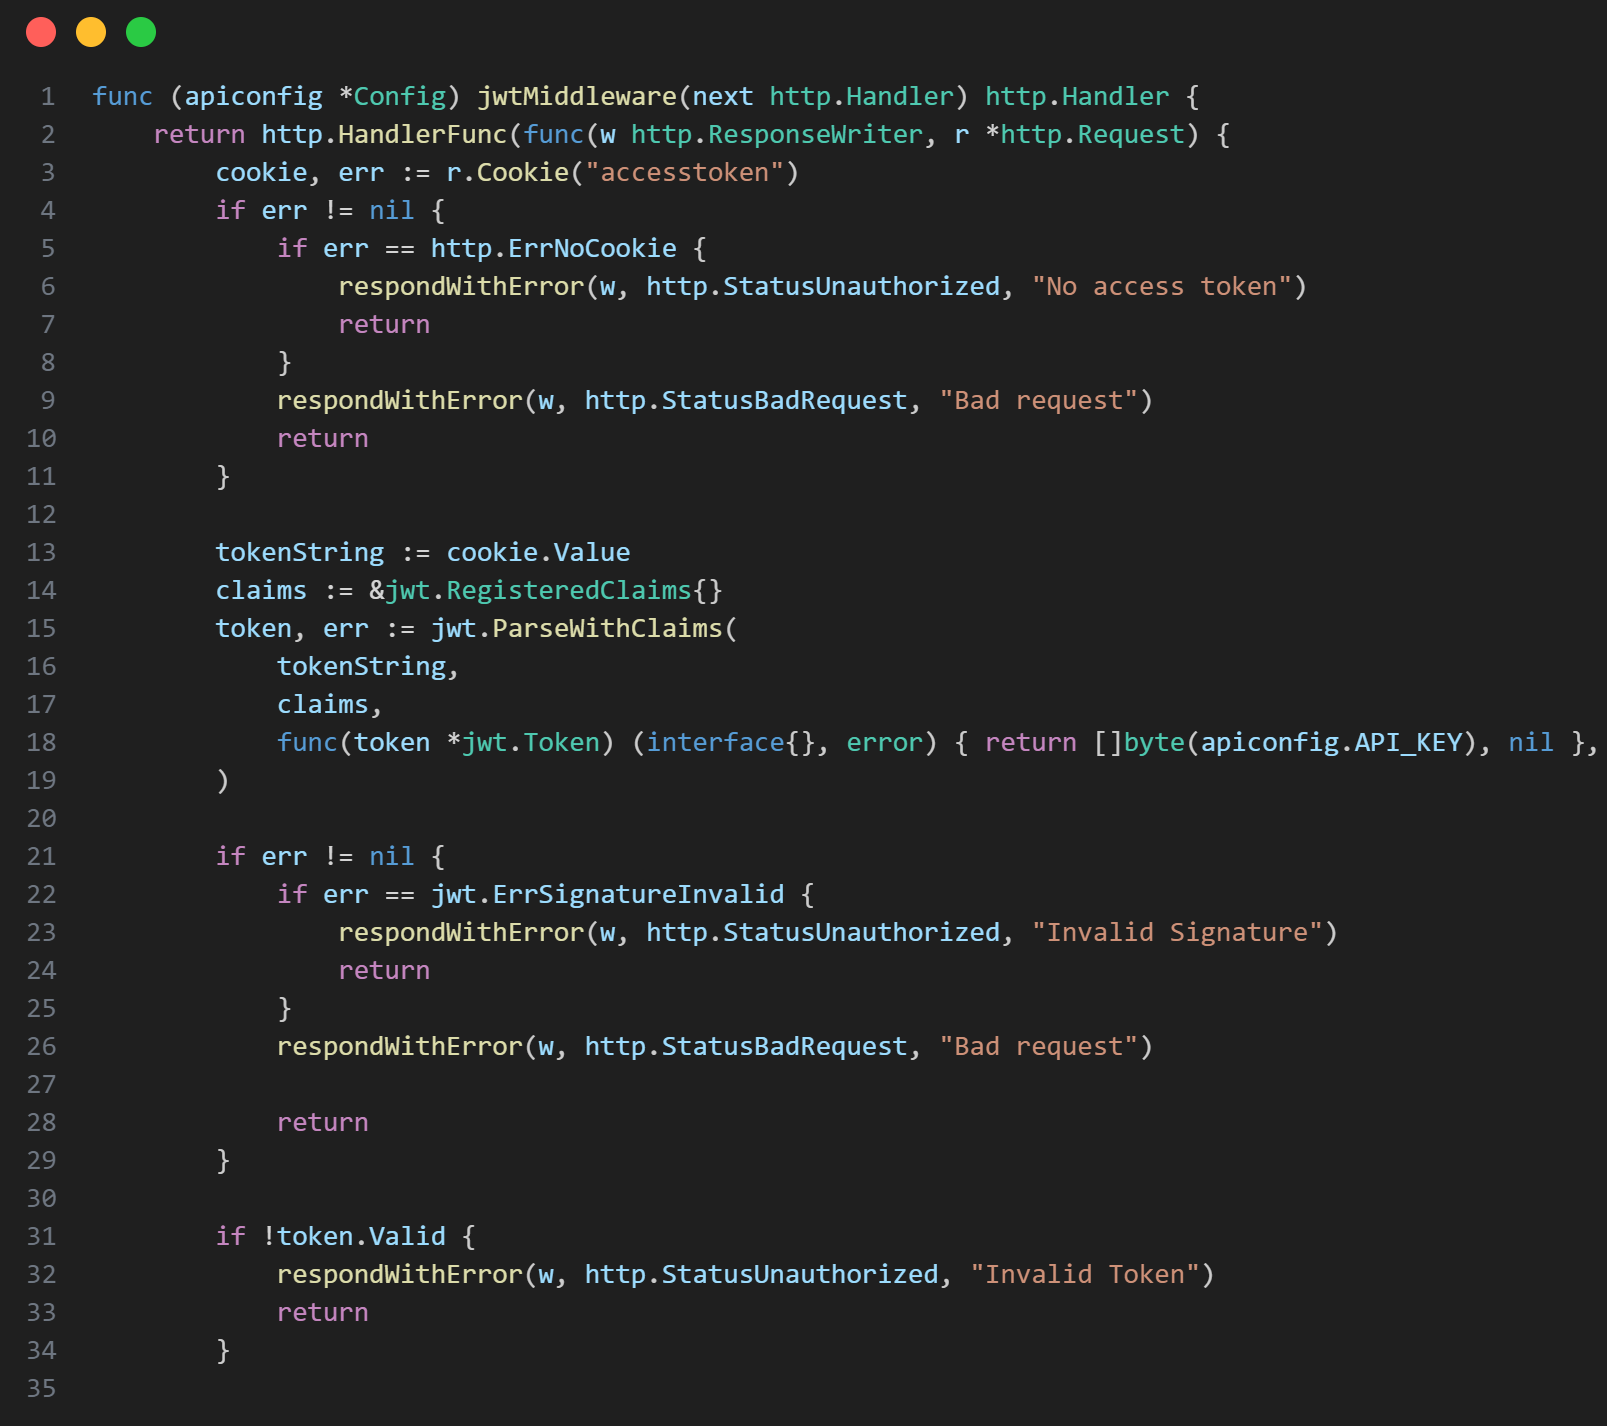 1 func (apiconfig *Config) jwtMiddleware(next http.Handler) http.Handler {
2     return http.HandlerFunc(func(w http.ResponseWriter, r *http.Request) {
3         cookie, err := r.Cookie("accesstoken")
4         if err != nil {
5             if err == http.ErrNoCookie {
6                 respondWithError(w, http.StatusUnauthorized, "No access token")
7                 return
8             }
9             respondWithError(w, http.StatusBadRequest, "Bad request")
10             return
11         }
12
13         tokenString := cookie.Value
14         claims := &jwt.RegisteredClaims{}
15         token, err := jwt.ParseWithClaims(
16             tokenString,
17             claims,
18             func(token *jwt.Token) (interface{}, error) { return []byte(apiconfig.API_KEY), nil },
19         )
20
21         if err != nil {
22             if err == jwt.ErrSignatureInvalid {
23                 respondWithError(w, http.StatusUnauthorized, "Invalid Signature")
24                 return
25             }
26             respondWithError(w, http.StatusBadRequest, "Bad request")
27
28             return
29         }
30
31         if !token.Valid {
32             respondWithError(w, http.StatusUnauthorized, "Invalid Token")
33             return
34         }
35